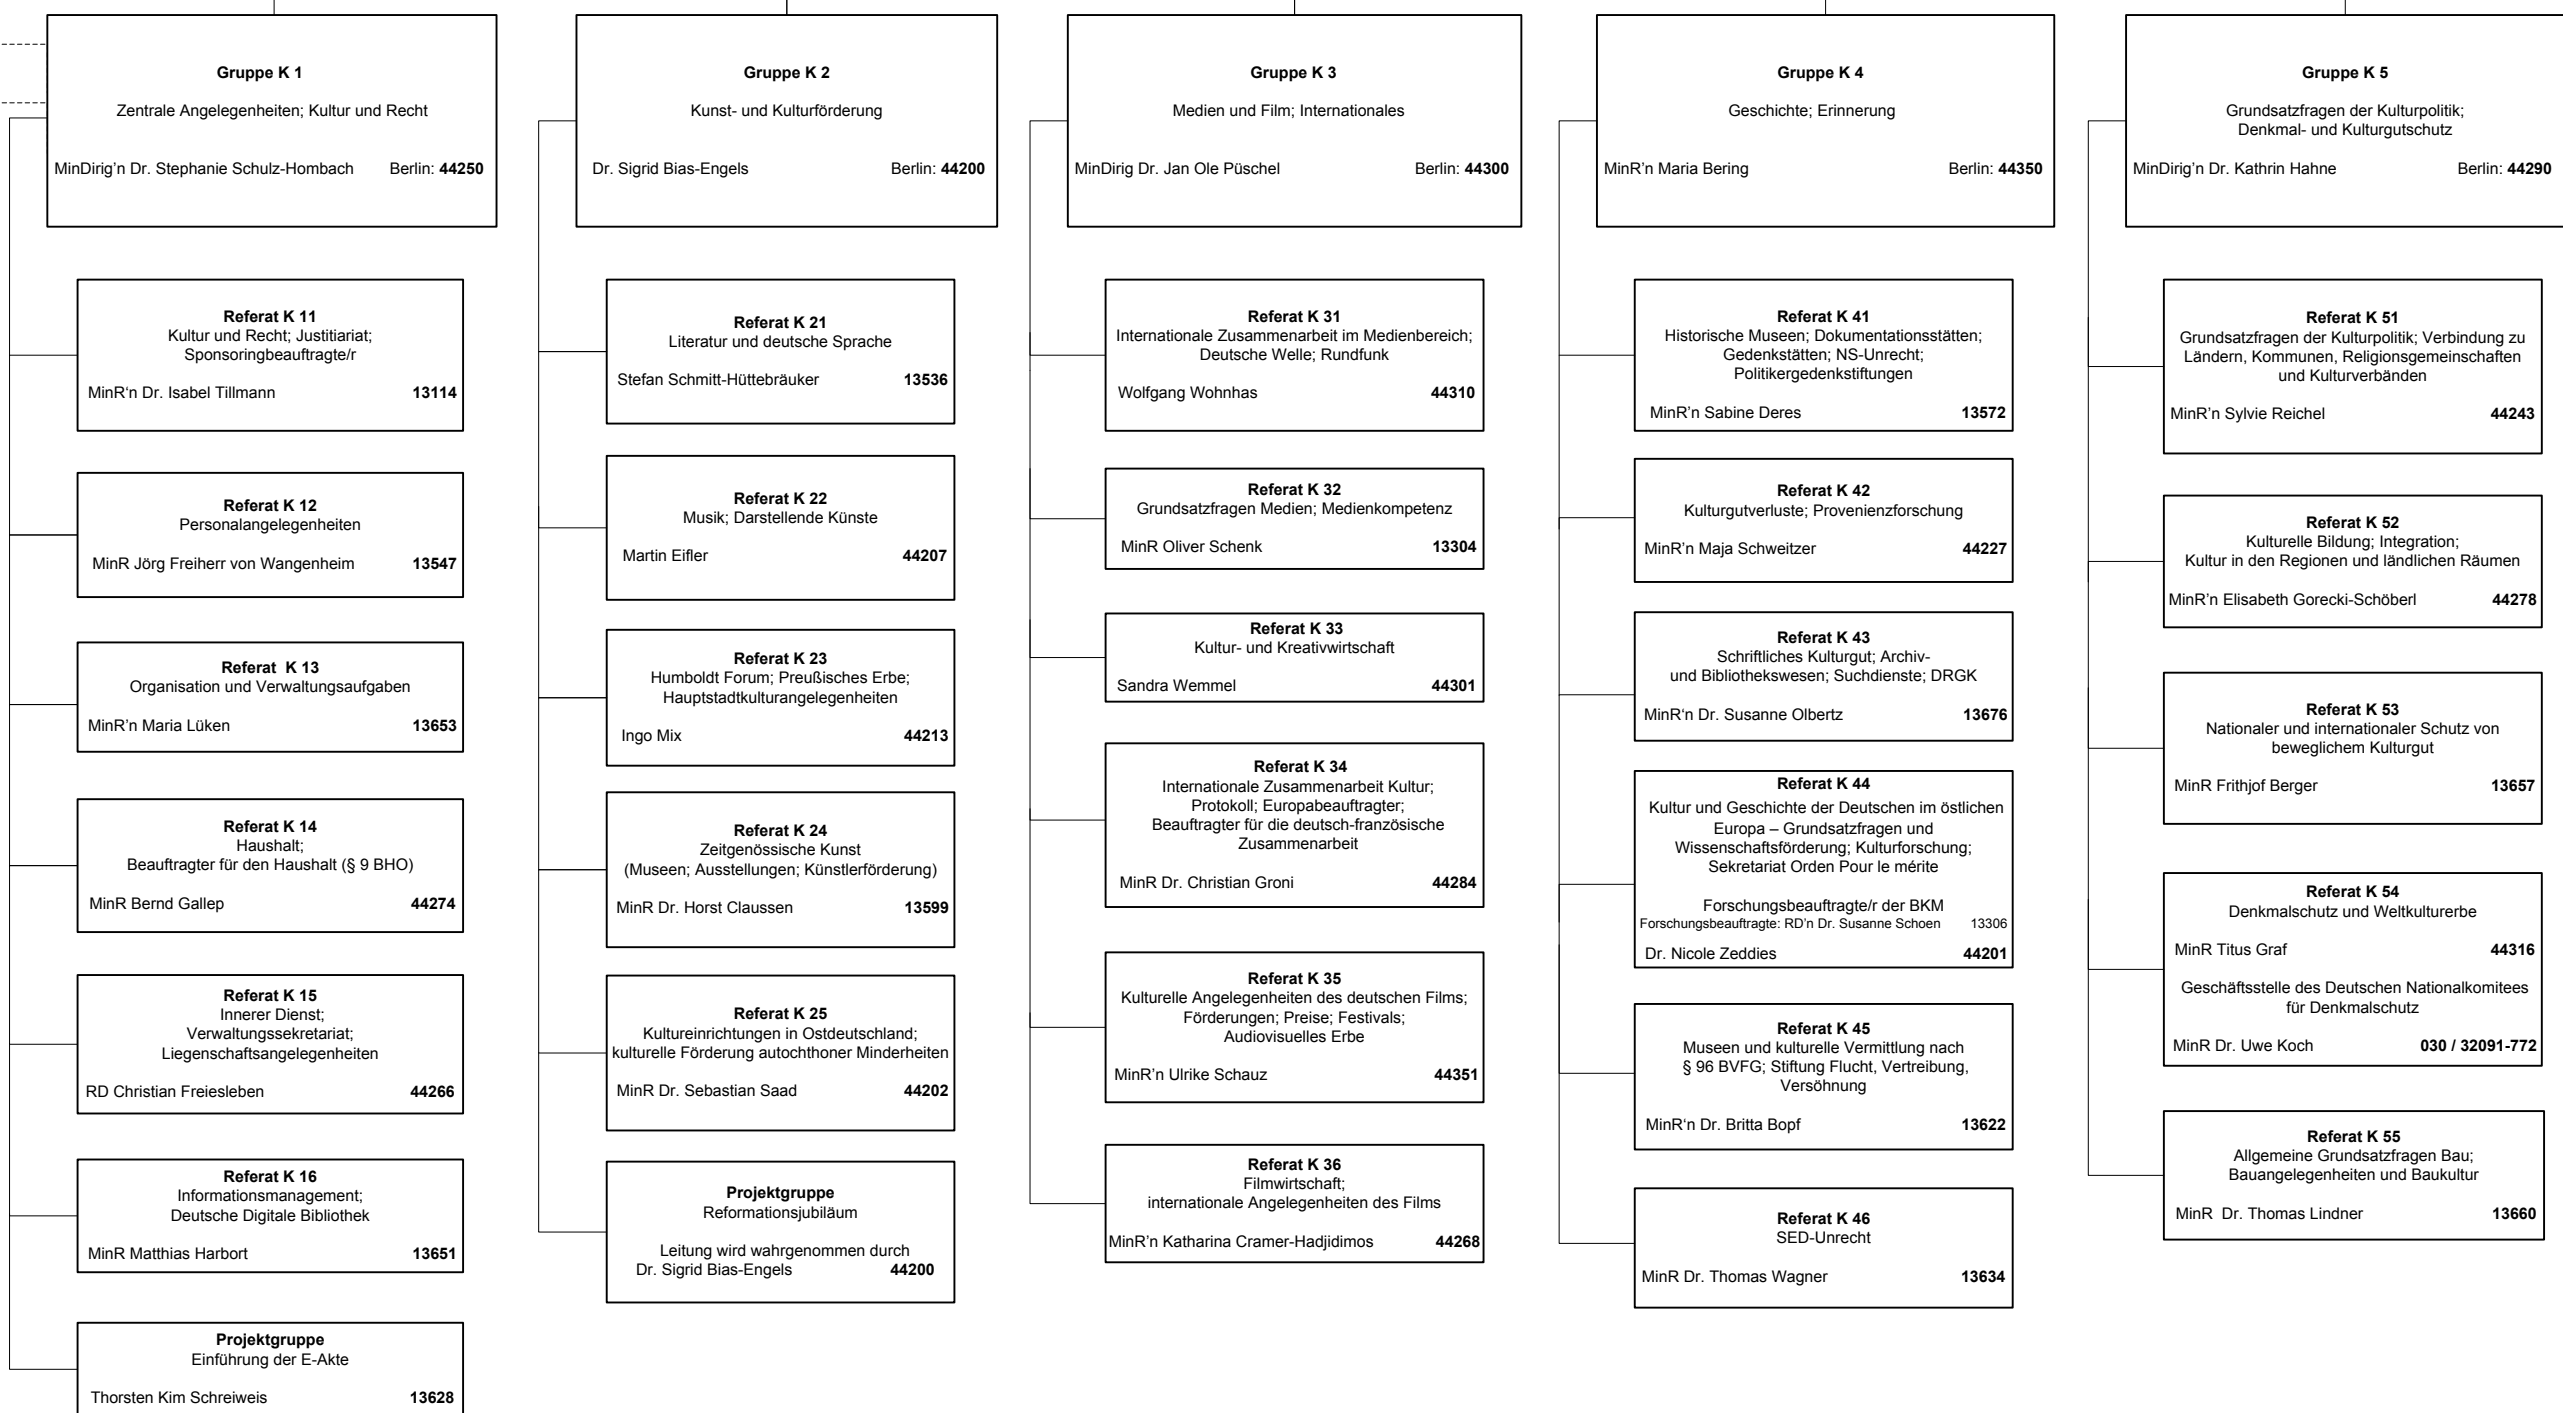 Gruppe K 1
Zentrale Angelegenheiten; Kultur und Recht
MinDirig’n Dr. Stephanie Schulz-Hombach Berlin: 44250
Referat K 11
Kultur und Recht; Justitiariat;
Sponsoringbeauftragte/r
MinR‘n Dr. Isabel Tillmann 13114
Referat K 12
Personalangelegenheiten
MinR Jörg Freiherr von Wangenheim 13547
Referat K 13
Organisation und Verwaltungsaufgaben
MinR’n Maria Lüken 13653
Referat K 14
Haushalt;
Beauftragter für den Haushalt (§ 9 BHO)
MinR Bernd Gallep 44274
Referat K 15
Innerer Dienst;
Verwaltungssekretariat;
Liegenschaftsangelegenheiten
RD Christian Freiesleben 44266
Referat K 16
Informationsmanagement;
Deutsche Digitale Bibliothek
MinR Matthias Harbort 13651
Projektgruppe
Einführung der E-Akte
Thorsten Kim Schreiweis 13628
Gruppe K 2
Kunst- und Kulturförderung
Dr. Sigrid Bias-Engels Berlin: 44200
Referat K 21
Literatur und deutsche Sprache
Stefan Schmitt-Hüttebräuker 13536
Referat K 22
Musik; Darstellende Künste
Martin Eifler 44207
Referat K 23
Humboldt Forum; Preußisches Erbe;
Hauptstadtkulturangelegenheiten
Ingo Mix 44213
Referat K 24
Zeitgenössische Kunst
(Museen; Ausstellungen; Künstlerförderung)
MinR Dr. Horst Claussen 13599
Referat K 25
Kultureinrichtungen in Ostdeutschland;
kulturelle Förderung autochthoner Minderheiten
MinR Dr. Sebastian Saad 44202
Projektgruppe
Reformationsjubiläum
Leitung wird wahrgenommen durch
Dr. Sigrid Bias-Engels 44200
Gruppe K 3
Medien und Film; Internationales
MinDirig Dr. Jan Ole Püschel Berlin: 44300
Referat K 31
Internationale Zusammenarbeit im Medienbereich;
Deutsche Welle; Rundfunk
Wolfgang Wohnhas 44310
Referat K 32
Grundsatzfragen Medien; Medienkompetenz
MinR Oliver Schenk 13304
Referat K 33
Kultur- und Kreativwirtschaft
Sandra Wemmel 44301
Referat K 34
Internationale Zusammenarbeit Kultur;
Protokoll; Europabeauftragter;
Beauftragter für die deutsch-französische
Zusammenarbeit
MinR Dr. Christian Groni 44284
Referat K 35
Kulturelle Angelegenheiten des deutschen Films;
Förderungen; Preise; Festivals;
Audiovisuelles Erbe
MinR’n Ulrike Schauz 44351
Referat K 36
Filmwirtschaft;
internationale Angelegenheiten des Films
MinR’n Katharina Cramer-Hadjidimos 44268
Gruppe K 4
Geschichte; Erinnerung
MinR’n Maria Bering Berlin: 44350
Referat K 41
Historische Museen; Dokumentationsstätten;
Gedenkstätten; NS-Unrecht;
Politikergedenkstiftungen
MinR’n Sabine Deres 13572
Referat K 42
Kulturgutverluste; Provenienzforschung
MinR’n Maja Schweitzer 44227
Referat K 43
Schriftliches Kulturgut; Archiv-
und Bibliothekswesen; Suchdienste; DRGK
MinR‘n Dr. Susanne Olbertz 13676
Referat K 44
Kultur und Geschichte der Deutschen im östlichen
Europa – Grundsatzfragen und
Wissenschaftsförderung; Kulturforschung;
Sekretariat Orden Pour le mérite
Forschungsbeauftragte/r der BKM
Forschungsbeauftragte: RD’n Dr. Susanne Schoen 13306
Dr. Nicole Zeddies 44201
Referat K 45
Museen und kulturelle Vermittlung nach
§ 96 BVFG; Stiftung Flucht, Vertreibung,
Versöhnung
MinR’n Dr. Britta Bopf 13622
Referat K 46
SED-Unrecht
MinR Dr. Thomas Wagner 13634
Gruppe K 5
Grundsatzfragen der Kulturpolitik;
Denkmal- und Kulturgutschutz
MinDirig’n Dr. Kathrin Hahne Berlin: 44290
Referat K 51
Grundsatzfragen der Kulturpolitik; Verbindung zu
Ländern, Kommunen, Religionsgemeinschaften
und Kulturverbänden
MinR’n Sylvie Reichel 44243
Referat K 52
Kulturelle Bildung; Integration;
Kultur in den Regionen und ländlichen Räumen
MinR’n Elisabeth Gorecki-Schöberl 44278
Referat K 53
Nationaler und internationaler Schutz von
beweglichem Kulturgut
MinR Frithjof Berger 13657
Referat K 54
Denkmalschutz und Weltkulturerbe
MinR Titus Graf 44316
Geschäftsstelle des Deutschen Nationalkomitees
für Denkmalschutz
MinR Dr. Uwe Koch 030 / 32091-772
Referat K 55
Allgemeine Grundsatzfragen Bau;
Bauangelegenheiten und Baukultur
MinR Dr. Thomas Lindner 13660